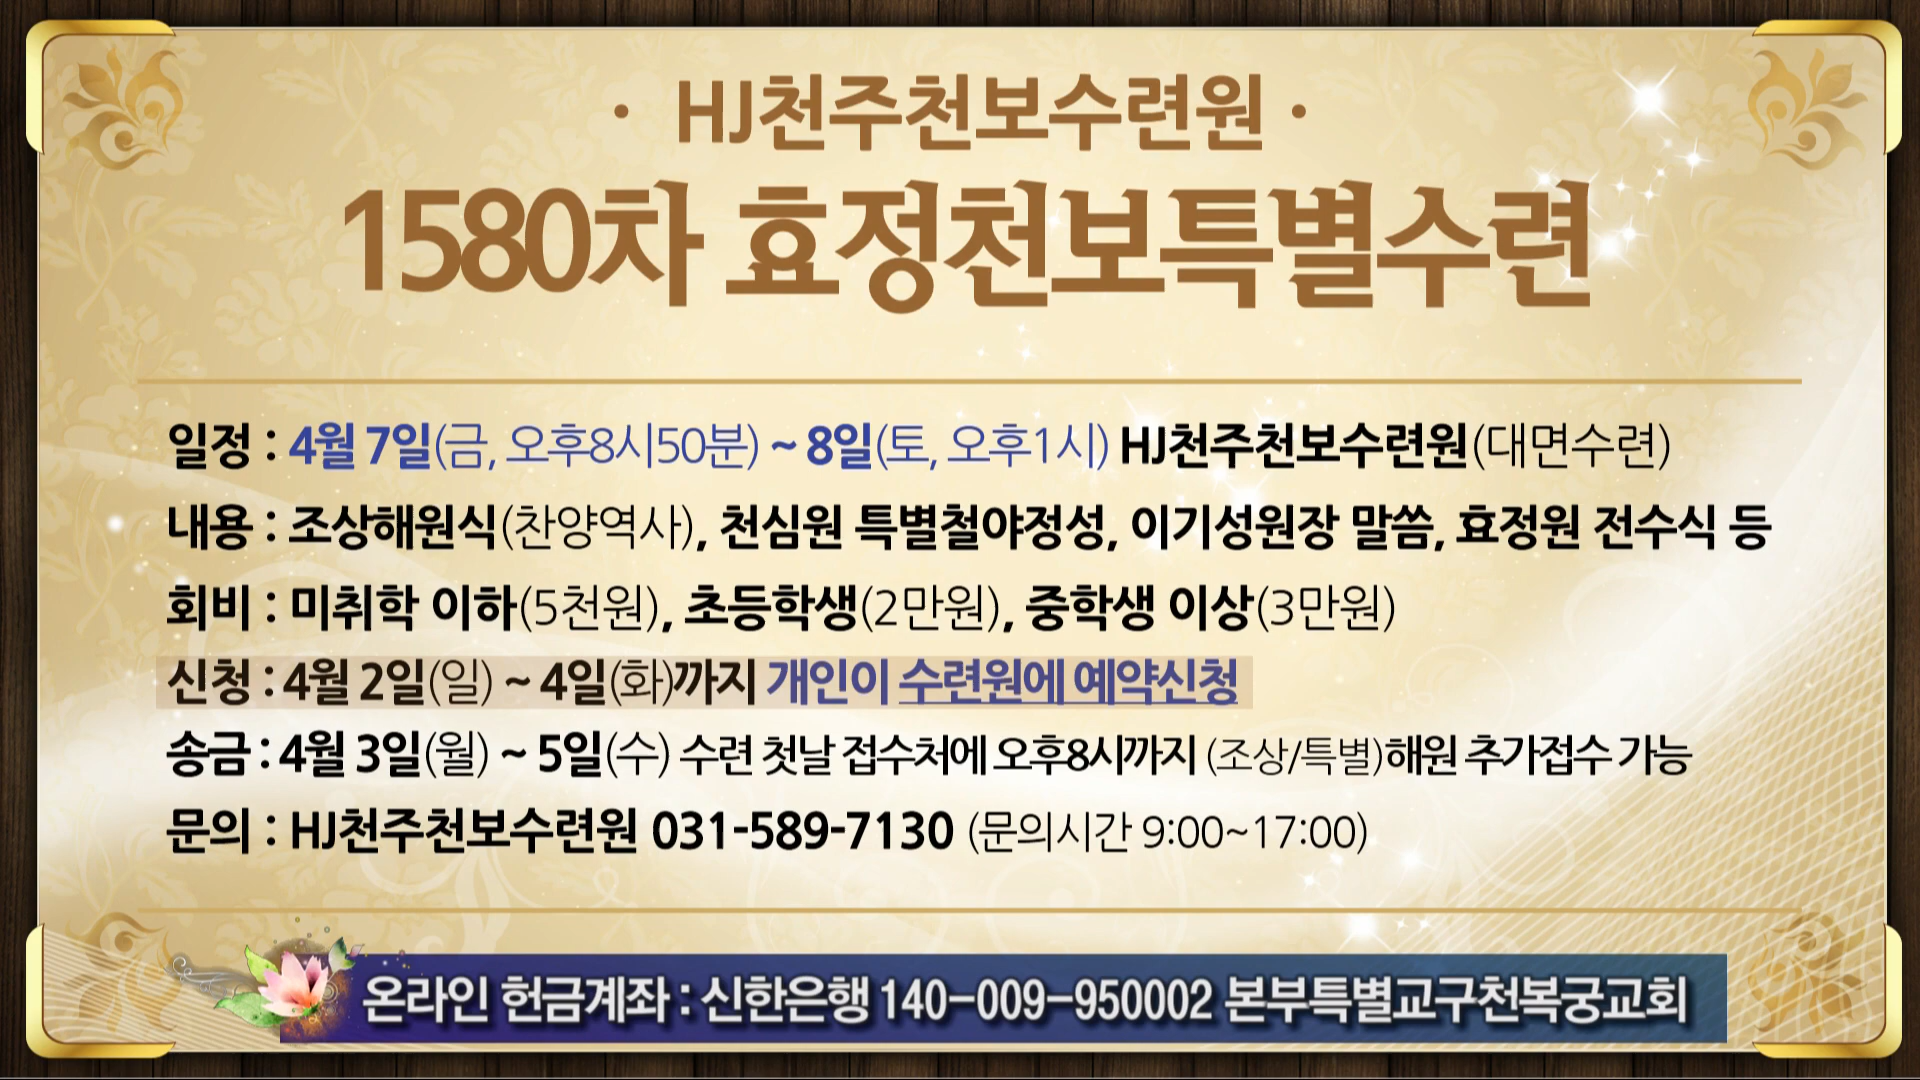 · HJ천주천보수련원 ·
1580차 효정천보특별수련
일정 : 4월 7일(금, 오후8시50분) ~ 8일(토, 오후1시) HJ천주천보수련원(대면수련)
내용 : 조상해원식(찬양역사), 천심원 특별철야정성, 이기성원장 말씀, 효정원 전수식 등
회비 : 미취학 이하(5천원), 초등학생(2만원), 중학생 이상(3만원)
신청 : 4월 2일(일) ~ 4일(화)까지 개인이 수련원에 예약신청
송금 : 4월 3일(월) ~ 5일(수) 수련 첫날 접수처에 오후8시까지 (조상/특별)해원 추가접수 가능
문의 : HJ천주천보수련원 031-589-7130 (문의시간 9:00~17:00)
온라인 헌금계좌 : 신한은행 140-009-950002 본부특별교구천복궁교회